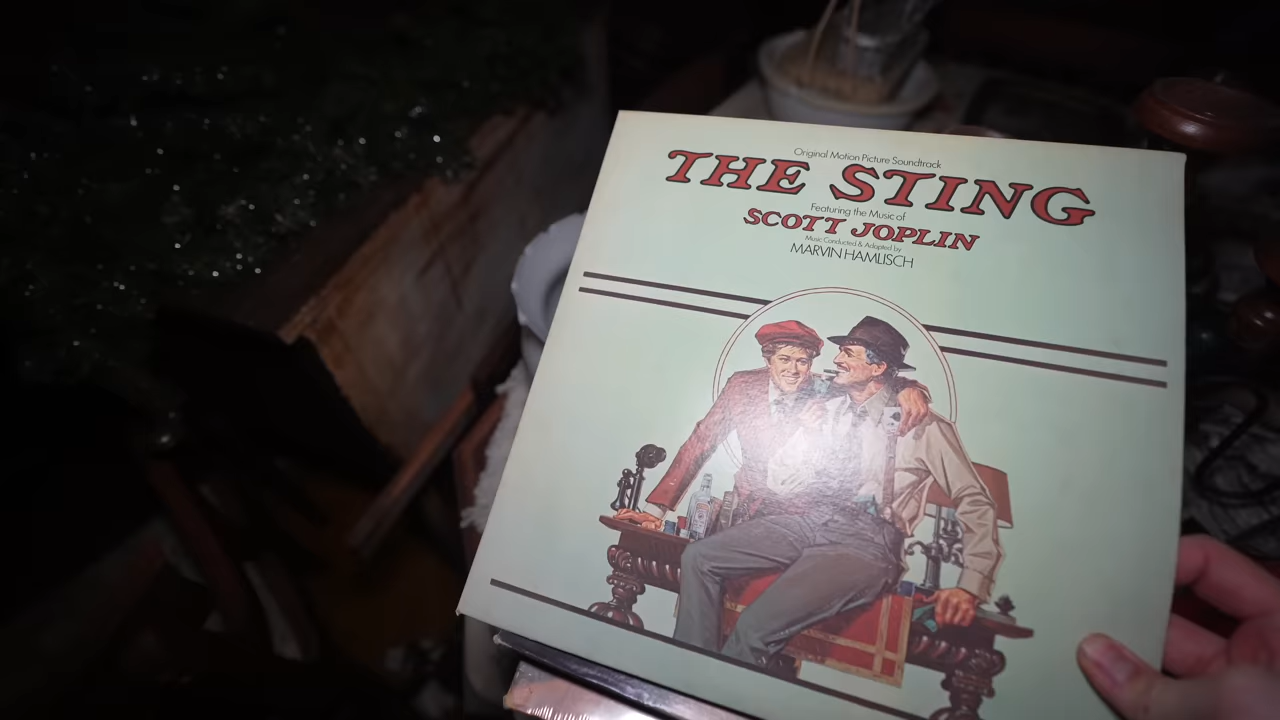 Original Motion Picture Soundtrack
THE STING
Featuring the Music of
SCOTT JOPLIN
Music Conducted & Adapted by
MARVIN HAMLISCH